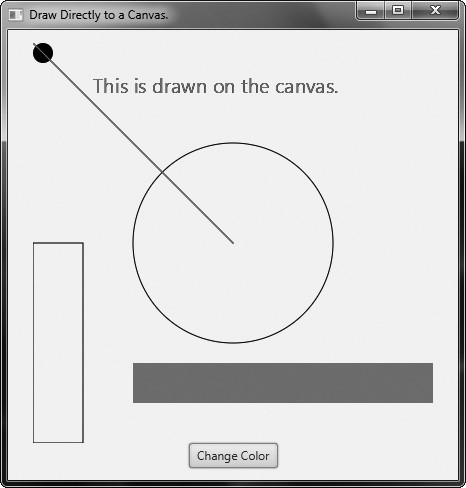 Draw Directly to a Canvas.
This is drawn on the canvas.
Change Color